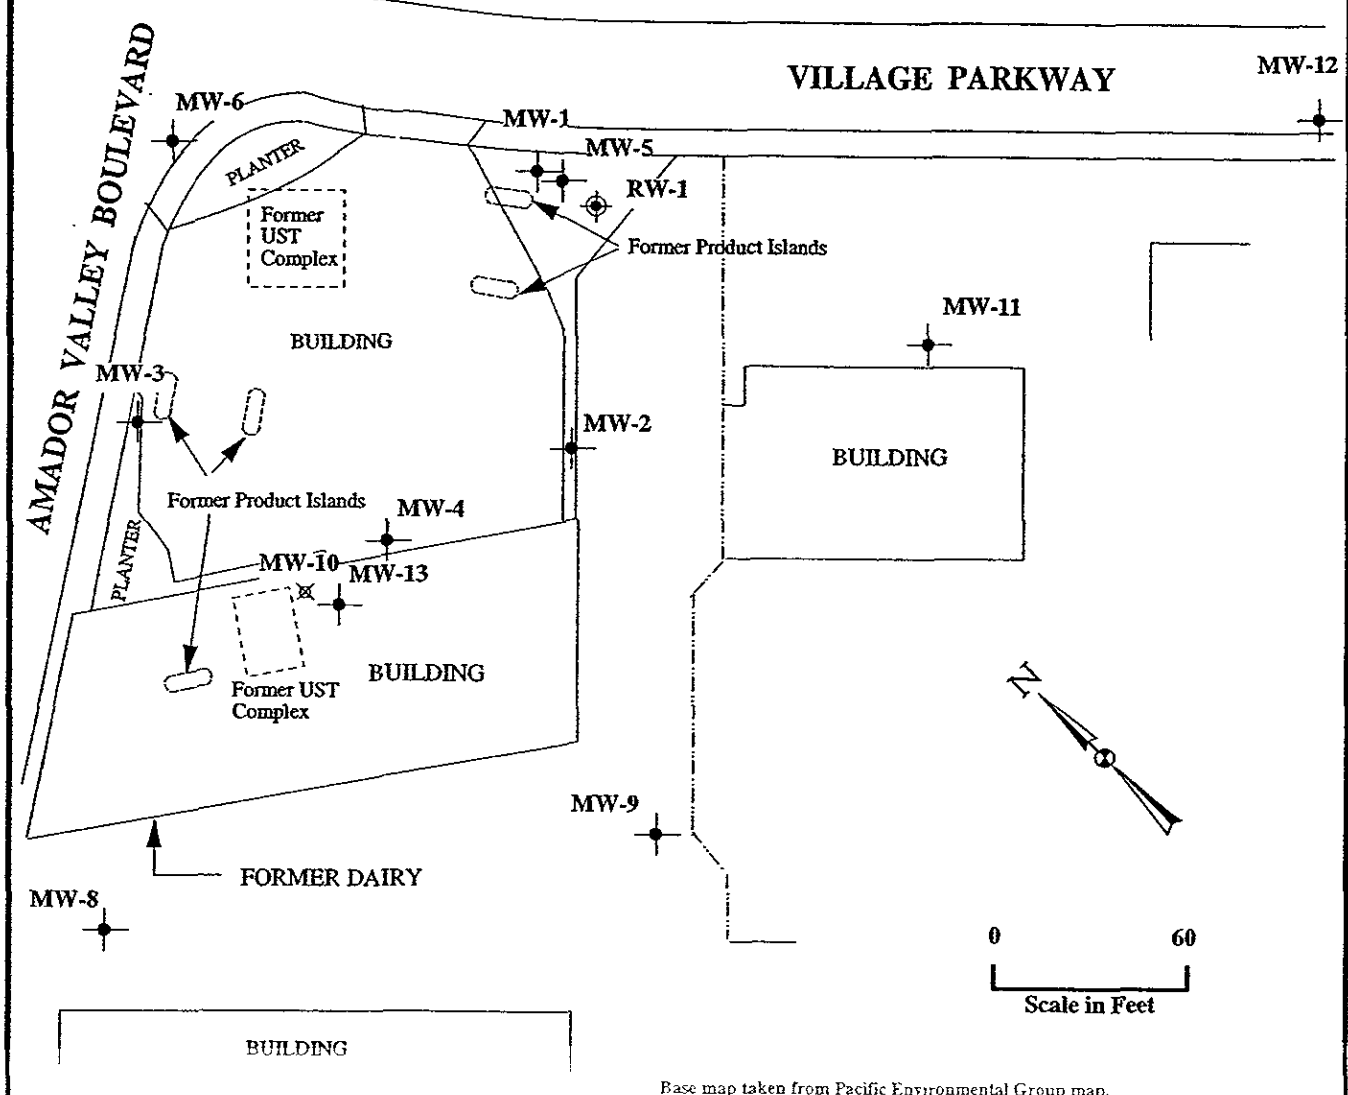 AMADOR VALLEY BOULEVARD
VILLAGE PARKWAY
MW-12
MW-6
MW-1
MW-5
PLANTER
RW-1
Former
UST
Complex
Former Product Islands
MW-11
BUILDING
MW-3
MW-2
BUILDING
Former Product Islands
MW-4
PLANTER
MW-10
MW-13
BUILDING
Former UST
Complex
N
MW-9
FORMER DAIRY
MW-8
0
60
Scale in Feet
BUILDING
Base map taken from Pacific Environmental Group map.